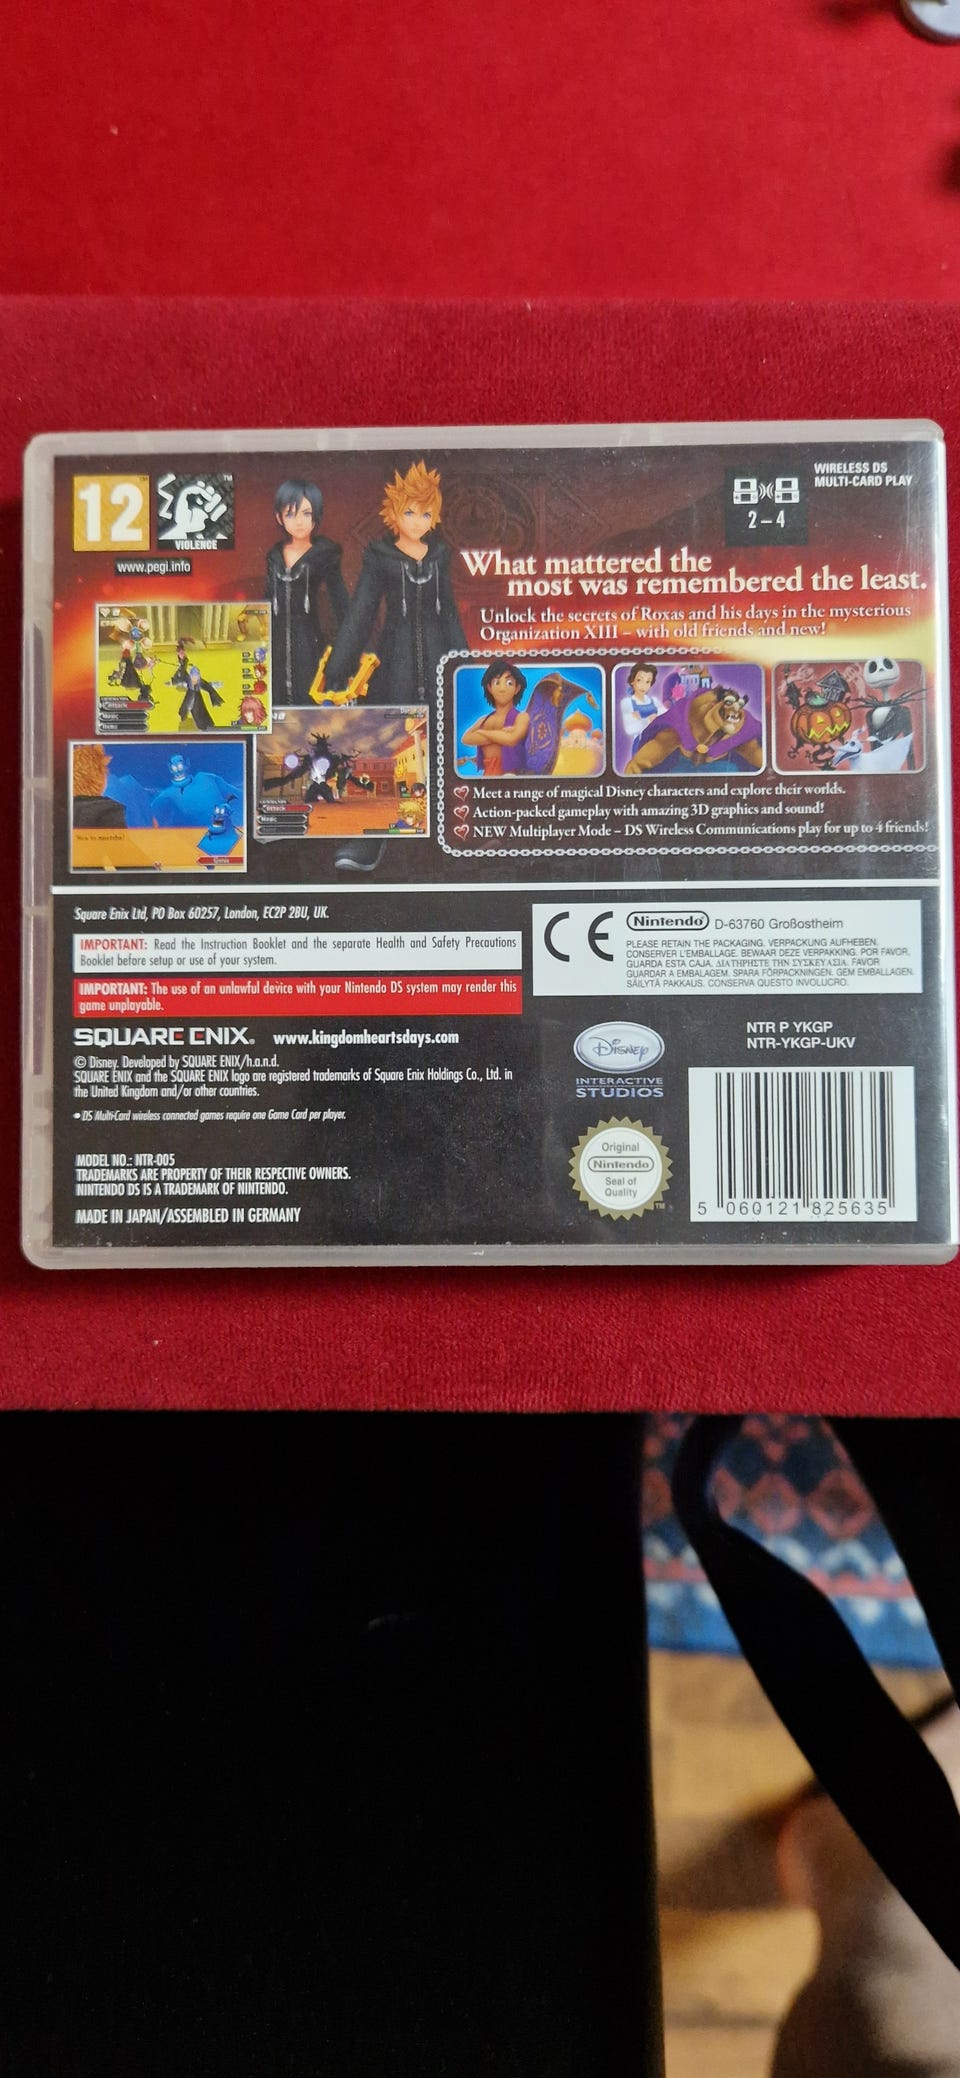 12
VIOLENCE
www.pegi.info
WIRELESS DS
MULTI-CARD PLAY
2 – 4
What mattered the
most was remembered the least.
Unlock the secrets of Roxas and his days in the mysterious
Organization XIII – with old friends and new!
Attack
Magic
Items
Attack
Magic
Genie
Meet a range of magical Disney characters and explore their worlds.
Action-packed gameplay with amazing 3D graphics and sound!
NEW Multiplayer Mode – DS Wireless Communications play for up to 4 friends!
Square Enix Ltd, PO Box 60257, London, EC2P 2BU, UK.
IMPORTANT: Read the Instruction Booklet and the separate Health and Safety Precautions
Booklet before setup or use of your system.
IMPORTANT: The use of an unlawful device with your Nintendo DS system may render this
game unplayable.
CE
Nintendo D-63760 Großostheim
PLEASE RETAIN THE PACKAGING. VERPACKUNG AUFHEBEN.
CONSERVER L'EMBALLAGE. BEWAAR DEZE VERPAKKING. POR FAVOR,
GUARDA ESTA CAJA. ΔΙΑΤΗΡΗΣΤΕ ΤΗΝ ΣΥΣΚΕΥΑΣΙΑ. FAVOR
GUARDAR A EMBALAGEM. SPARA FÖRPACKNINGEN. GEM EMBALLAGEN.
SÄILYTÄ PAKKAUS. CONSERVA QUESTO INVOLUCRO.
SQUARE ENIX. www.kingdomheartsdays.com
© Disney. Developed by SQUARE ENIX/h.a.n.d.
SQUARE ENIX and the SQUARE ENIX logo are registered trademarks of Square Enix Holdings Co., Ltd. in
the United Kingdom and/or other countries.
• DS Multi-Card wireless connected games require one Game Card per player.
Disney
INTERACTIVE
STUDIOS
NTR P YKGP
NTR-YKGP-UKV
MODEL NO.: NTR-005
TRADEMARKS ARE PROPERTY OF THEIR RESPECTIVE OWNERS.
NINTENDO DS IS A TRADEMARK OF NINTENDO.
MADE IN JAPAN/ASSEMBLED IN GERMANY
Original
Nintendo
Seal of
Quality
TM
5 060121 825635